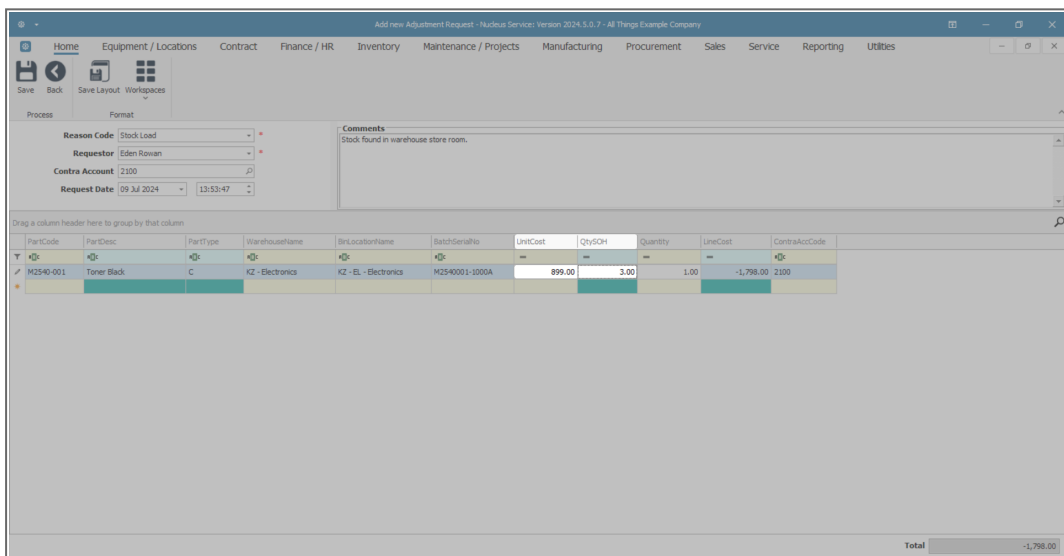 Add new Adjustment Request - Nucleus Service: Version 2024.5.0.7 - All Things Example Company
Home Equipment / Locations Contract Finance / HR Inventory Maintenance / Projects Manufacturing Procurement Sales Service Reporting Utilities
Save Back Save Layout Workspaces
Process Format
Reason Code Stock Load *
Requestor Eden Rowan *
Contra Account 2100
Request Date 09 Jul 2024 13:53:47
Comments
Stock found in warehouse store room.
Drag a column header here to group by that column
PartCode PartDesc PartType WarehouseName BinLocationName BatchSerialNo UnitCost QtySOH Quantity LineCost ContraAccCode
M2540-001 Toner Black C KZ - Electronics KZ - EL - Electronics M2540001-1000A 899.00 3.00 1.00 -1,798.00 2100
Total -1,798.00